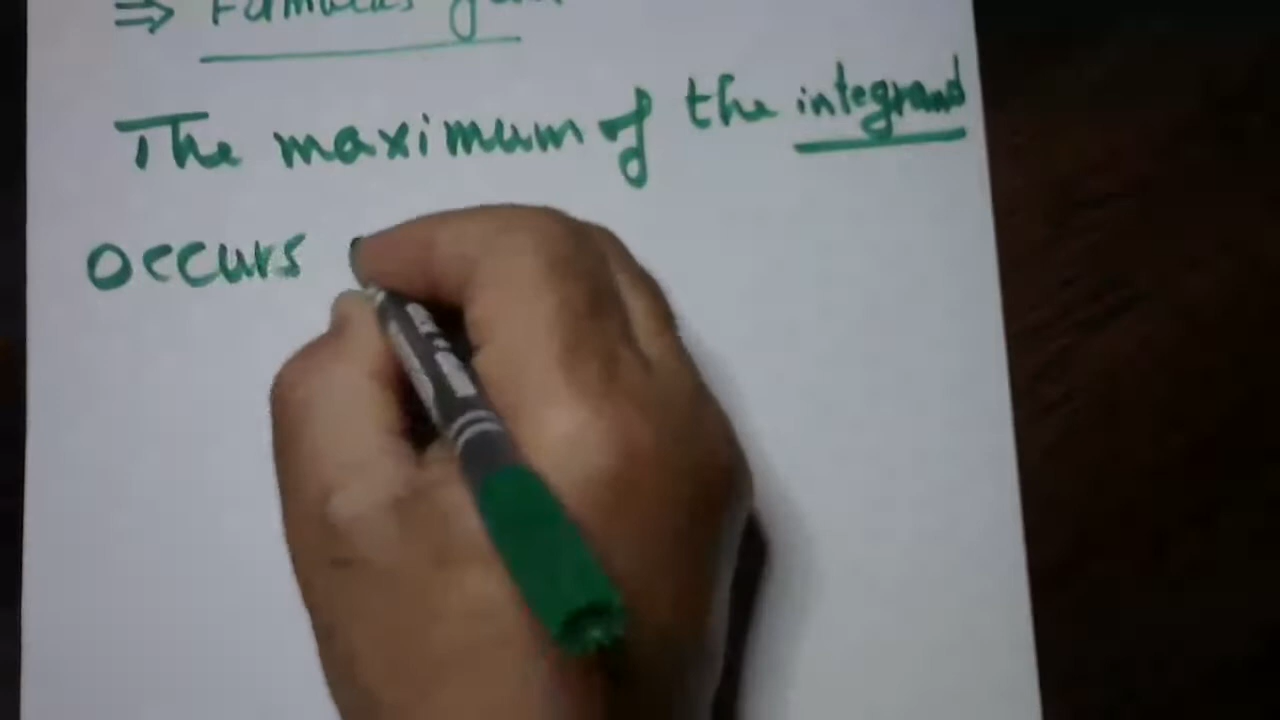 ⇒
The maximum of the integrand
occurs